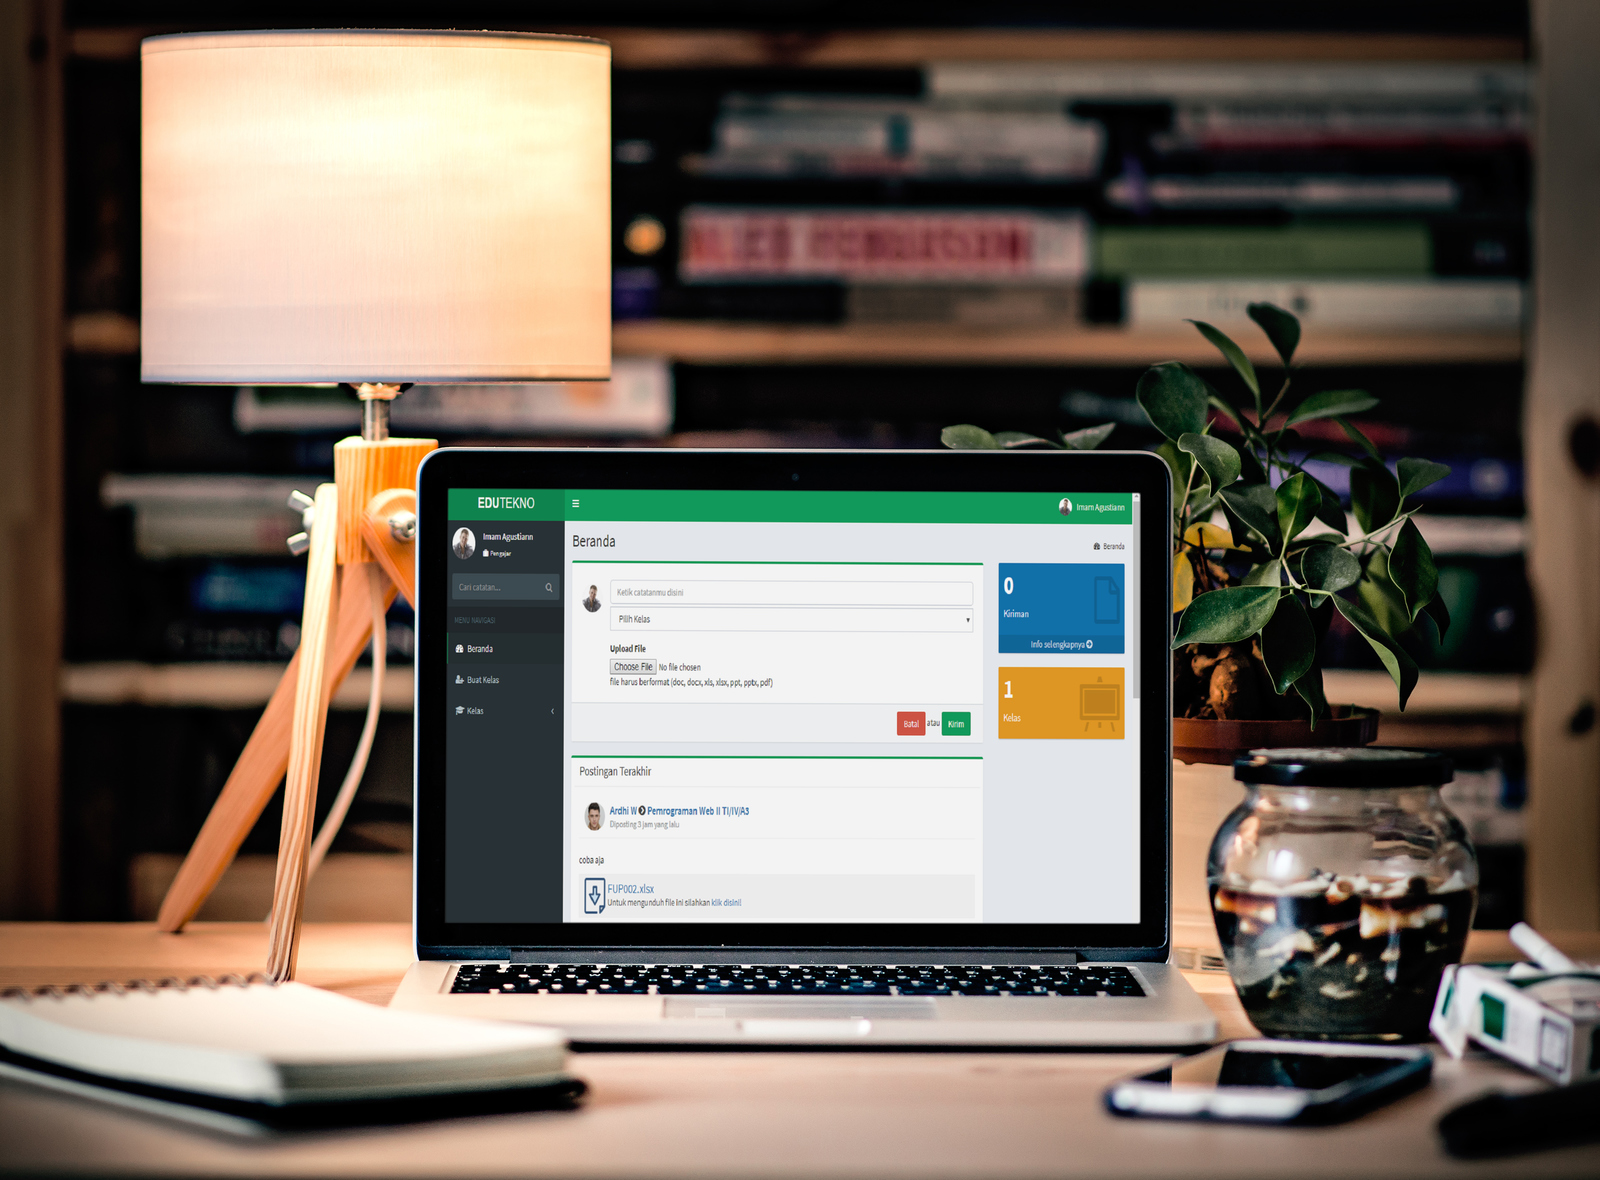 ALEX FERGUSON
EDUTEKNO
Imam Agustiann
Imam Agustiann
Pengajar
Cari catatan...
MENU NAVIGASI
Beranda
Buat Kelas
Kelas
Beranda
Beranda
Ketik catatanmu disini
Pilih Kelas
Upload File
Choose File No file chosen
file harus berformat (doc, docx, xls, xlsx, ppt, pptx, pdf)
Batal atau Kirim
0
Kiriman
Info selengkapnya
1
Kelas
Postingan Terakhir
Ardhi W Pemrograman Web II TI/IV/A3
Diposting 3 jam yang lalu
coba aja
FUP002.xlsx
Untuk mengunduh file ini silahkan klik disini!